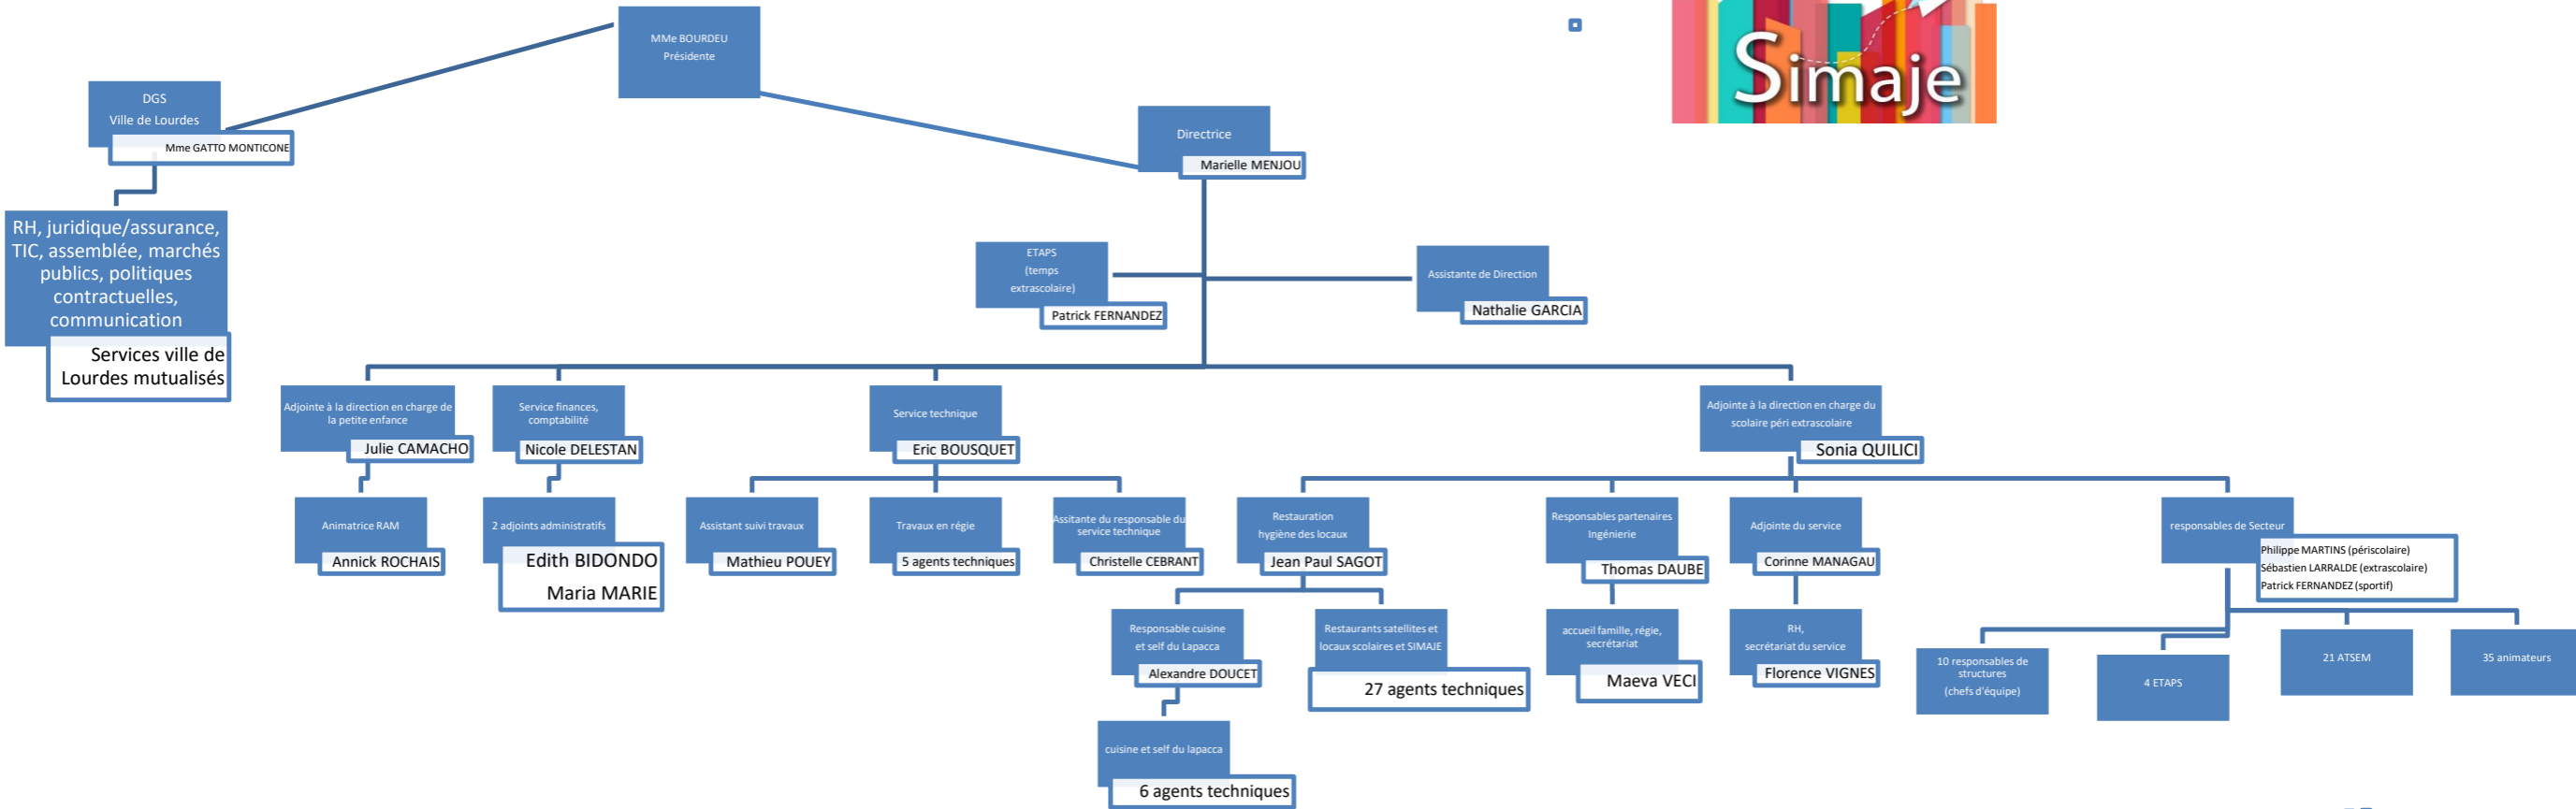 MMe BOURDEU
Présidente
Simaje
DGS
Ville de Lourdes
Mme GATTO MONTICONE
Directrice
Marielle MENJOU
RH, juridique/assurance,
TIC, assemblée, marchés
publics, politiques
contractuelles,
communication
Services ville de
Lourdes mutualisés
ETAPS
(temps
extrascolaire)
Patrick FERNANDEZ
Assistante de Direction
Nathalie GARCIA
Adjointe à la direction en charge de
la petite enfance
Julie CAMACHO
Service finances,
comptabilité
Nicole DELESTAN
Service technique
Eric BOUSQUET
Adjointe à la direction en charge du
scolaire péri extrascolaire
Sonia QUILICI
Animatrice RAM
Annick ROCHAIS
2 adjoints administratifs
Edith BIDONDO
Maria MARIE
Assistant suivi travaux
Mathieu POUEY
Travaux en régie
5 agents techniques
Assitante du responsable du
service technique
Christelle CEBRANT
Restauration
hygiène des locaux
Jean Paul SAGOT
Responsables partenaires
Ingénierie
Thomas DAUBE
Adjointe du service
Corinne MANAGAU
responsables de Secteur
Philippe MARTINS (périscolaire)
Sébastien LARRALDE (extrascolaire)
Patrick FERNANDEZ (sportif)
Responsable cuisine
et self du Lapacca
Alexandre DOUCET
Restaurants satellites et
locaux scolaires et SIMAJE
27 agents techniques
accueil famille, régie,
secrétariat
Maeva VECI
RH,
secrétariat du service
Florence VIGNES
10 responsables de
structures
(chefs d'équipe)
4 ETAPS
21 ATSEM
35 animateurs
cuisine et self du lapacca
6 agents techniques